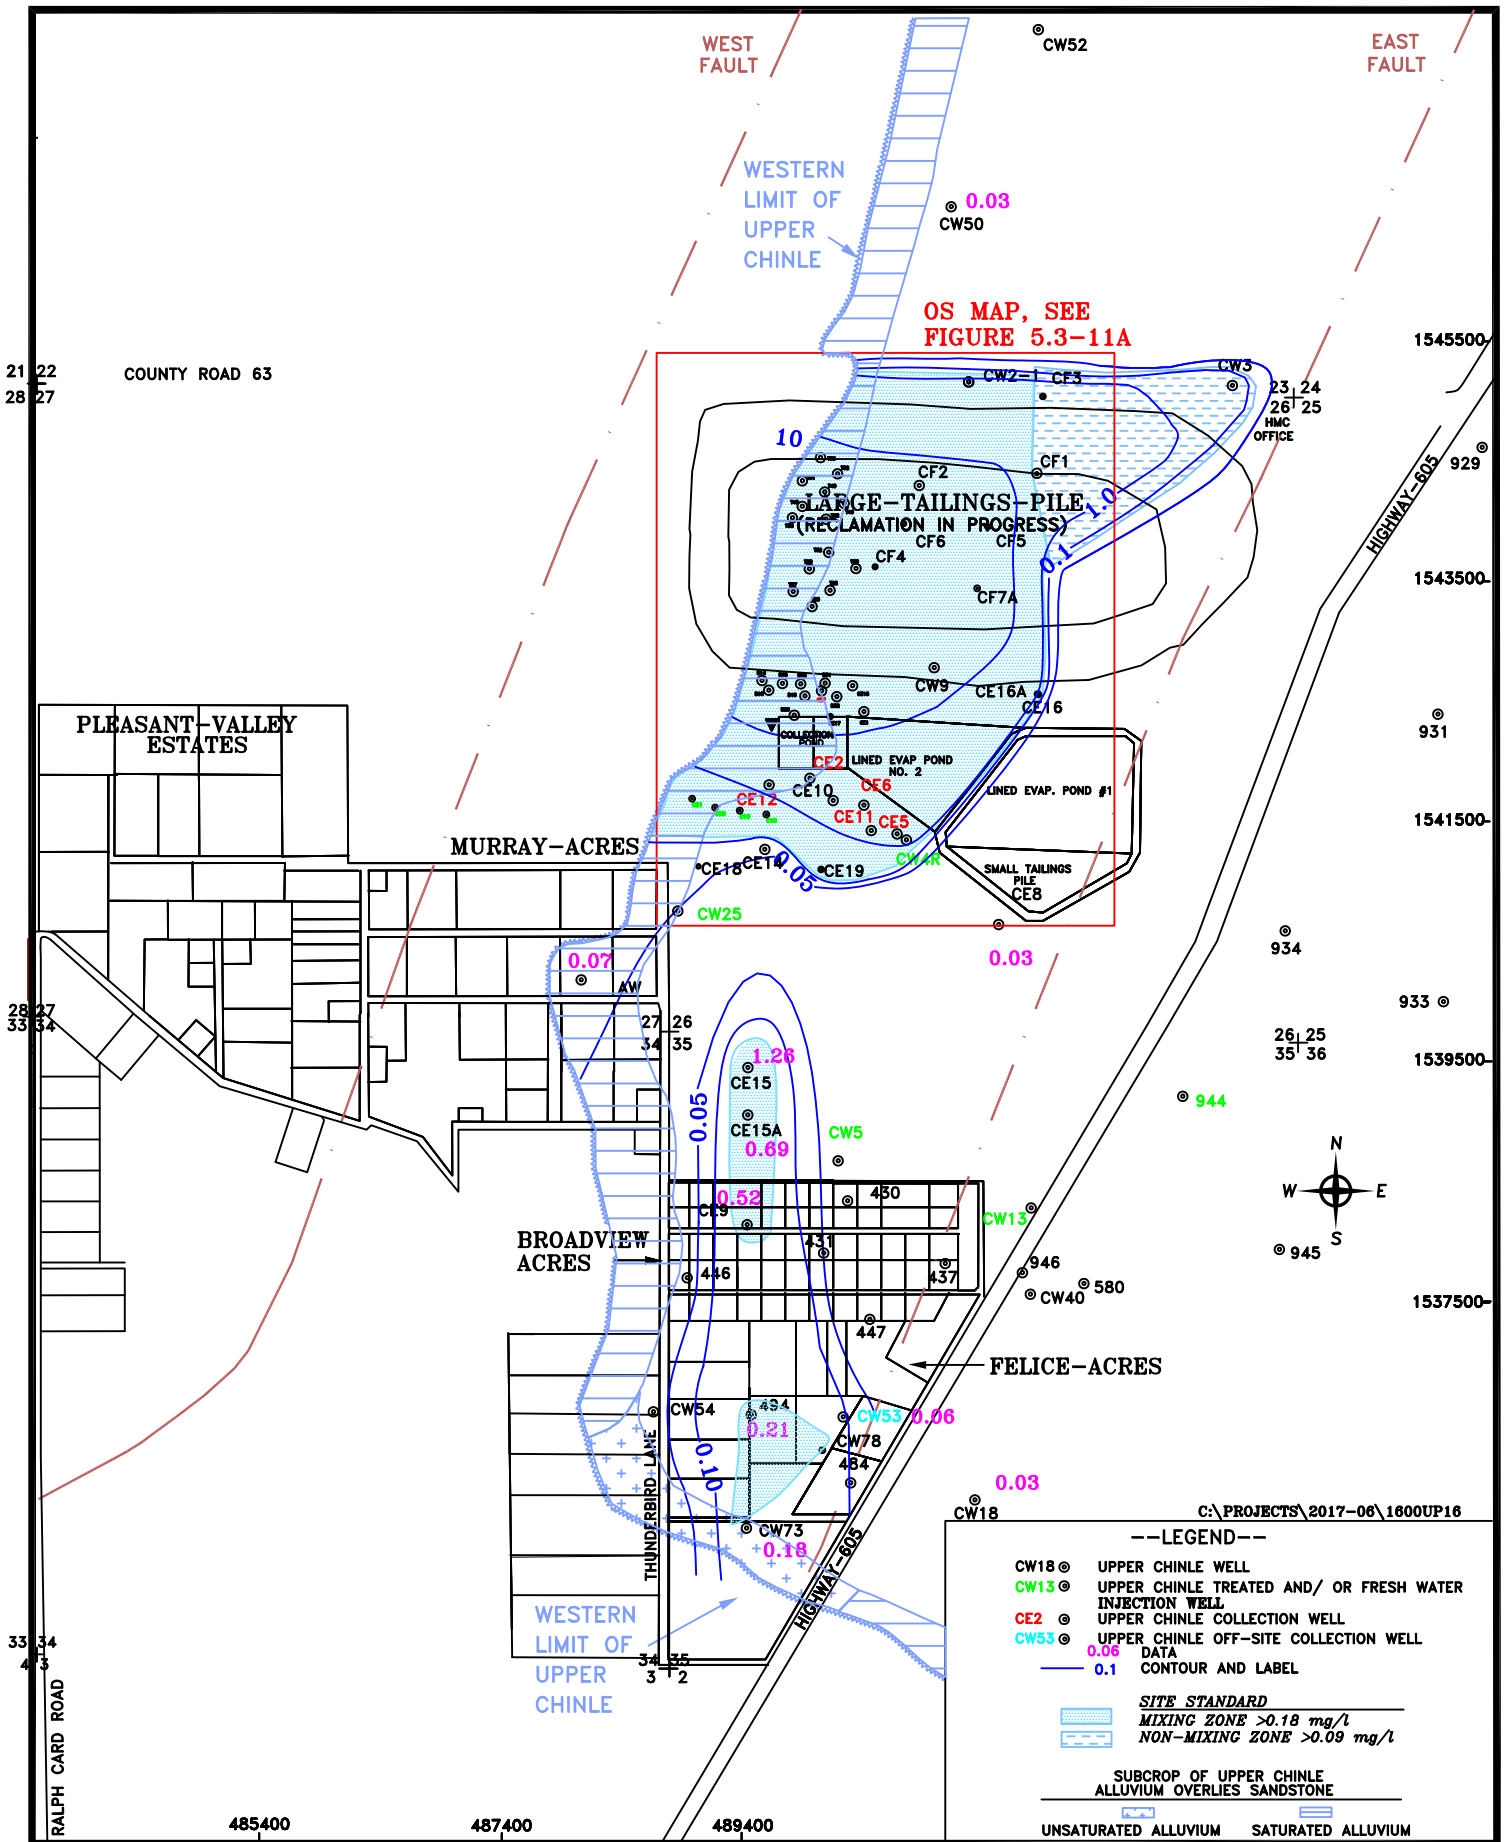 WEST
FAULT
EAST
FAULT
CW52
WESTERN
LIMIT OF
UPPER
CHINLE
0.03
CW50
OS MAP, SEE
FIGURE 5.3-11A
1545500
21 22
28 27
COUNTY ROAD 63
CW2-1
CF3
CW3
23 24
26 25
HMC
OFFICE
929
10
CF2
CF1
LARGE-TAILINGS-PILE
(RECLAMATION IN PROGRESS)
1.0
HIGHWAY-605
CF6
CF5
CF4
0.1
1543500
CF7A
CW9
CE16A
CE16
PLEASANT-VALLEY
ESTATES
931
COLLECTION
POND
CE2
LINED EVAP POND
NO. 2
CE10
CE6
LINED EVAP. POND #1
CE12
CE11
CE5
1541500
MURRAY-ACRES
CE18
CE14
0.05
CE19
CW4R
SMALL TAILINGS
PILE
CE8
CW25
0.07
AW
0.03
934
933
28 27
33 34
27 26
34 35
26 25
35 36
1.26
CE15
1539500
0.05
CE15A
0.69
CW5
944
N
W
E
S
0.52
CE9
430
CW13
BROADVIEW
ACRES
431
446
437
946
945
580
CW40
1537500
447
FELICE-ACRES
CW54
494
0.21
CW53
0.06
CW78
0.10
484
THUNDERBIRD LANE
0.03
CW18
CW73
0.18
HIGHWAY-605
WESTERN
LIMIT OF
UPPER
CHINLE
33 34
4 3
34 35
3 2
RALPH CARD ROAD
485400
487400
489400
C:\PROJECTS\2017-06\1600UP16
--LEGEND--
CW18 UPPER CHINLE WELL
CW13 UPPER CHINLE TREATED AND/ OR FRESH WATER
INJECTION WELL
CE2 UPPER CHINLE COLLECTION WELL
CW53 UPPER CHINLE OFF-SITE COLLECTION WELL
0.06 DATA
0.1 CONTOUR AND LABEL
SITE STANDARD
MIXING ZONE >0.18 mg/l
NON-MIXING ZONE >0.09 mg/l
SUBCROP OF UPPER CHINLE
ALLUVIUM OVERLIES SANDSTONE
UNSATURATED ALLUVIUM
SATURATED ALLUVIUM